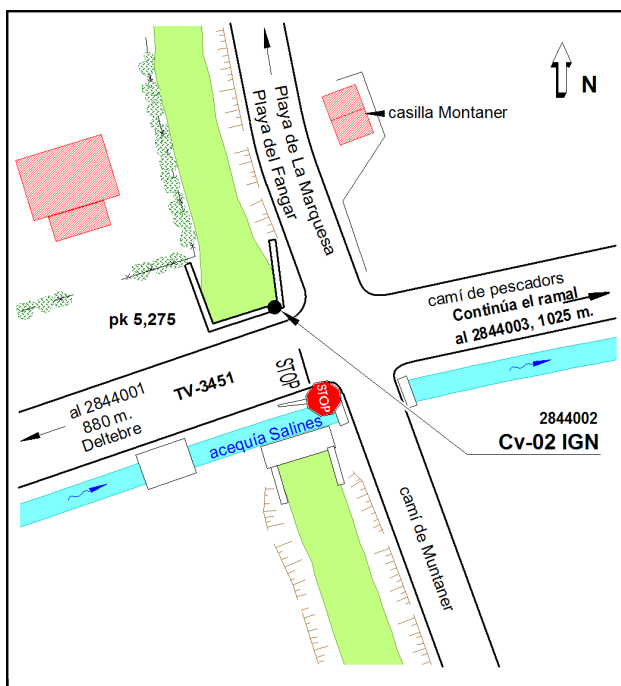 Playa de La Marquesa
Playa del Fangar
N
casilla Montaner
camí de pescadors
Continúa el ramal
al 2844003, 1025 m.
pk 5,275
STOP
STOP
TV-3451
al 2844001
880 m.
Deltebre
acequía Salines
2844002
Cv-02 IGN
camí de Muntaner